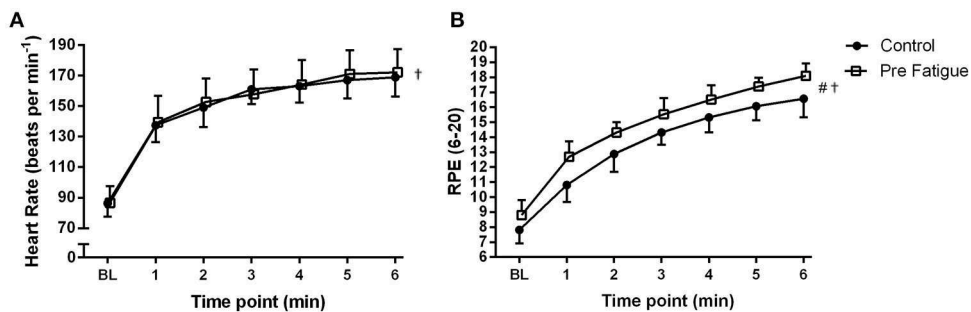 A
Heart Rate (beats per min-1)
190
170
150
130
110
90
70
0
BL 1 2 3 4 5 6
Time point (min)
†
B
RPE (6-20)
20
19
18
17
16
15
14
13
12
11
10
9
8
7
6
BL 1 2 3 4 5 6
Time point (min)
Control
Pre Fatigue
#†